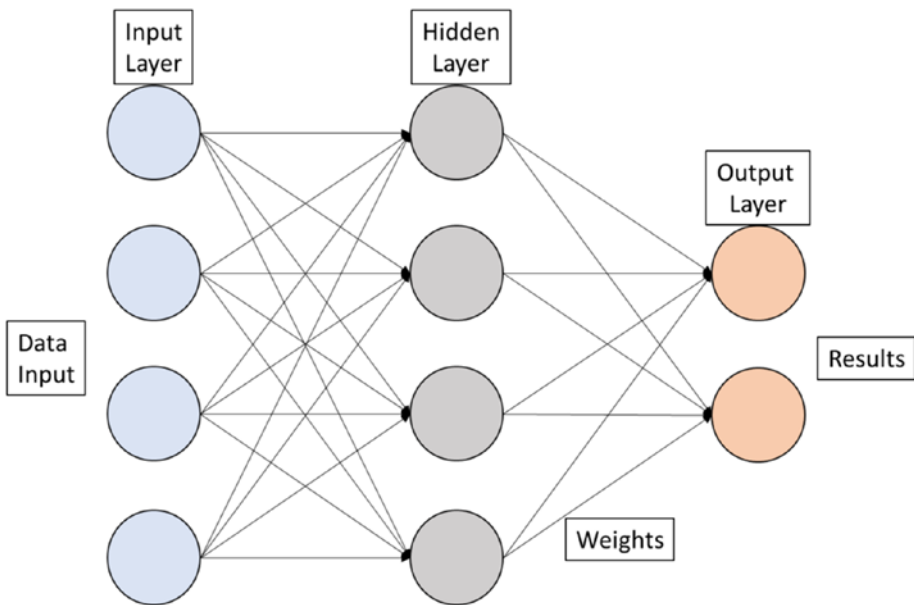 Input
Layer
Hidden
Layer
Output
Layer
Data
Input
Results
Weights